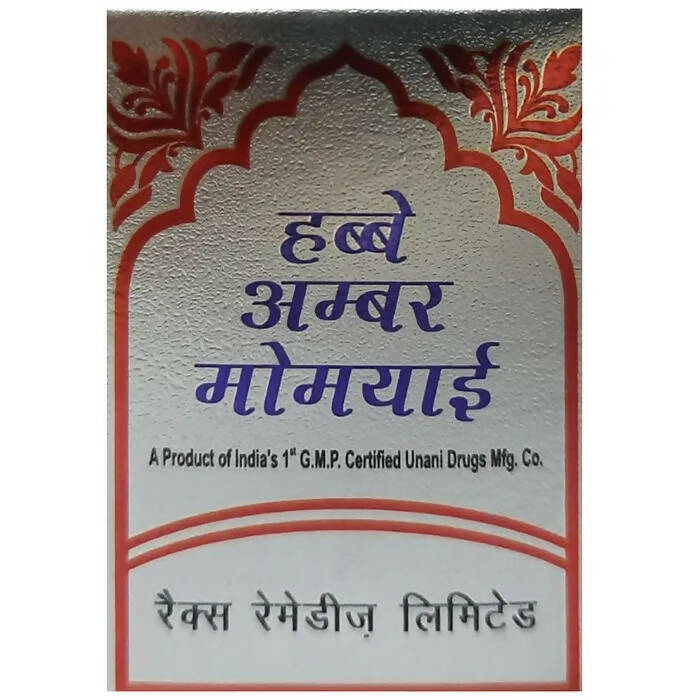 हब्बे
अम्बर
मोमयाई
A Product of India's 1st G.M.P. Certified Unani Drugs Mfg. Co.
रैक्स रेमेडीज़ लिमिटेड